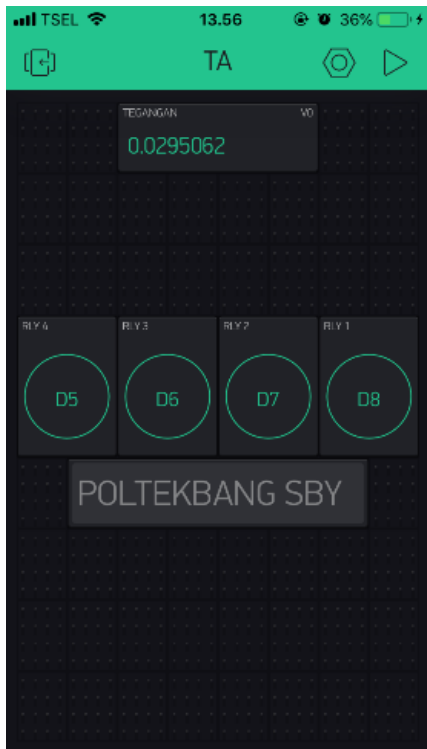 TSEL 13.56 36%
TA
TEGANGAN V0
0.0295062
RLY 4 RLY 3 RLY 2 RLY 1
D5 D6 D7 D8
POLTEKBANG SBY